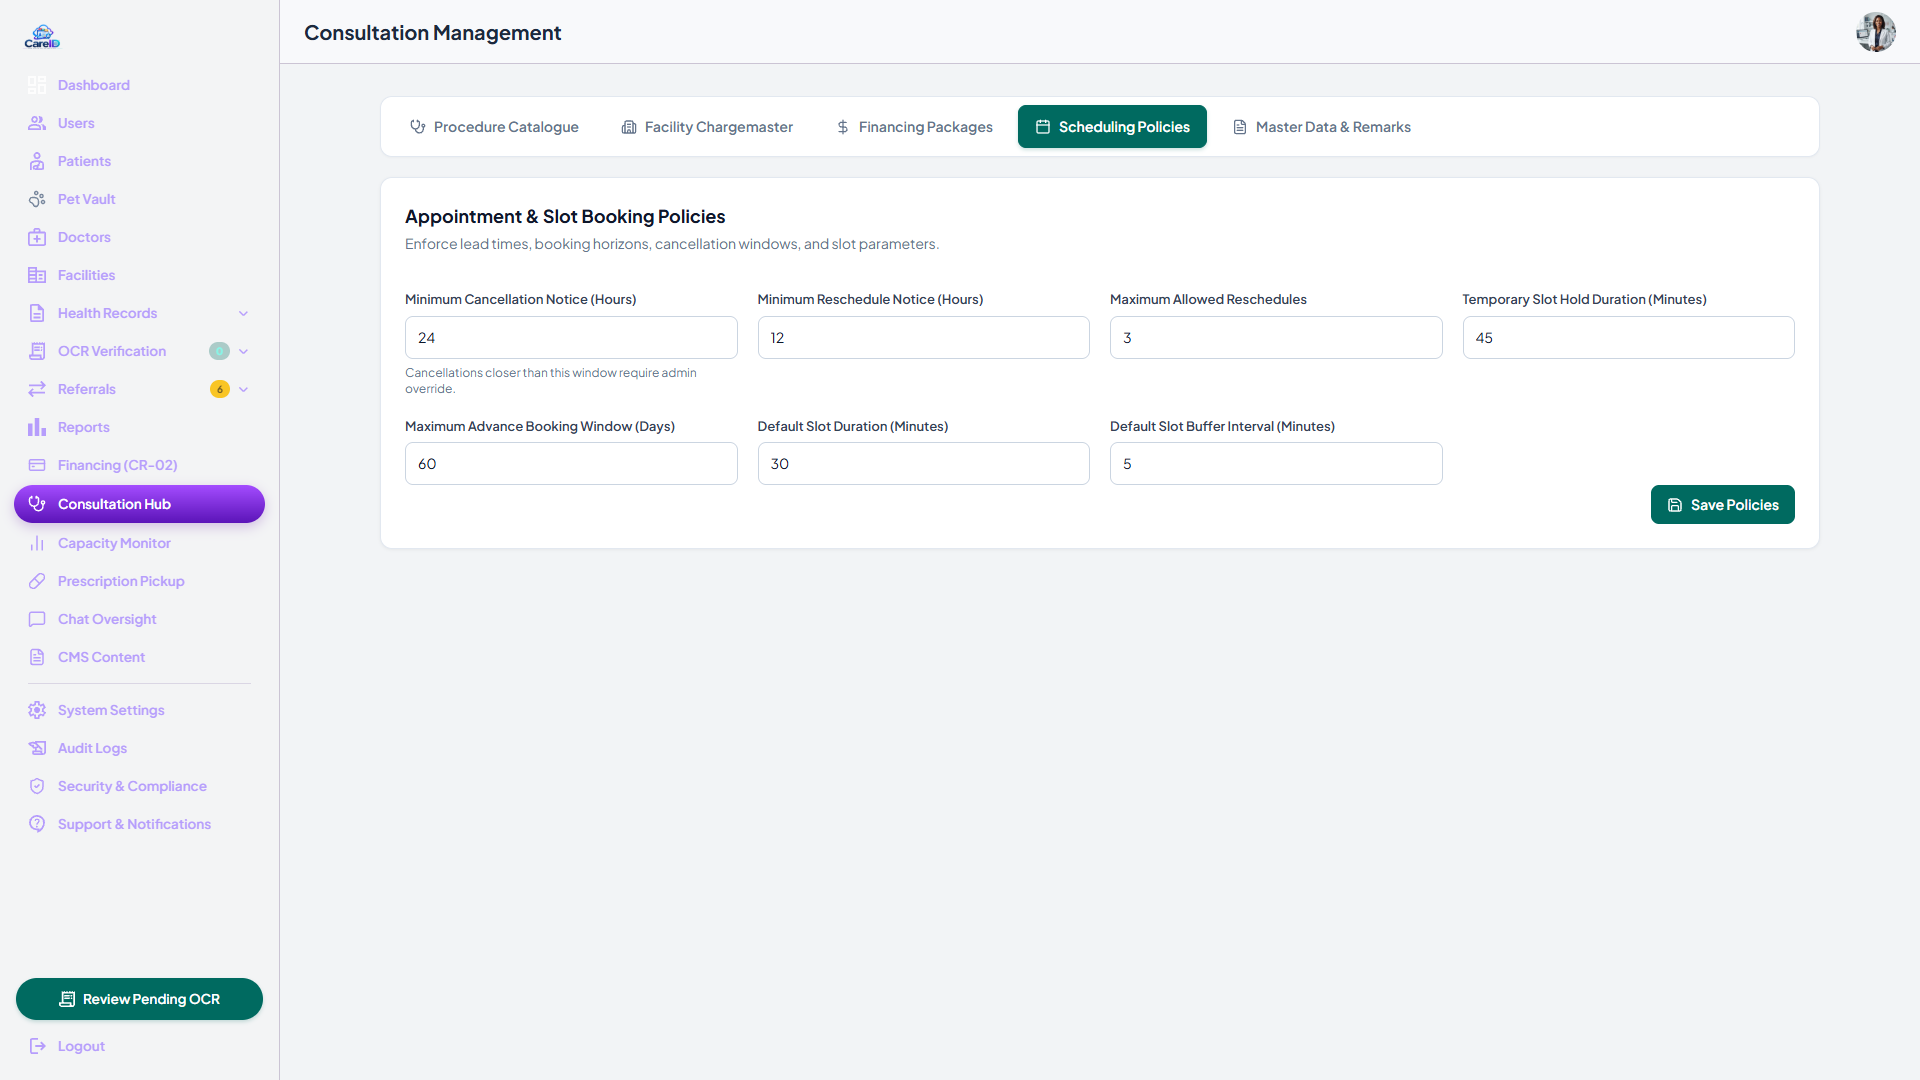 CareID
Consultation Management
Dashboard
Users
Patients
Pet Vault
Doctors
Facilities
Health Records
OCR Verification 0
Referrals 6
Reports
Financing (CR-02)
Consultation Hub
Capacity Monitor
Prescription Pickup
Chat Oversight
CMS Content
System Settings
Audit Logs
Security & Compliance
Support & Notifications
Review Pending OCR
Logout
Procedure Catalogue Facility Chargemaster Financing Packages Scheduling Policies Master Data & Remarks
Appointment & Slot Booking Policies
Enforce lead times, booking horizons, cancellation windows, and slot parameters.
Minimum Cancellation Notice (Hours) Minimum Reschedule Notice (Hours) Maximum Allowed Reschedules Temporary Slot Hold Duration (Minutes)
24 12 3 45
Cancellations closer than this window require admin
override.
Maximum Advance Booking Window (Days) Default Slot Duration (Minutes) Default Slot Buffer Interval (Minutes)
60 30 5
Save Policies